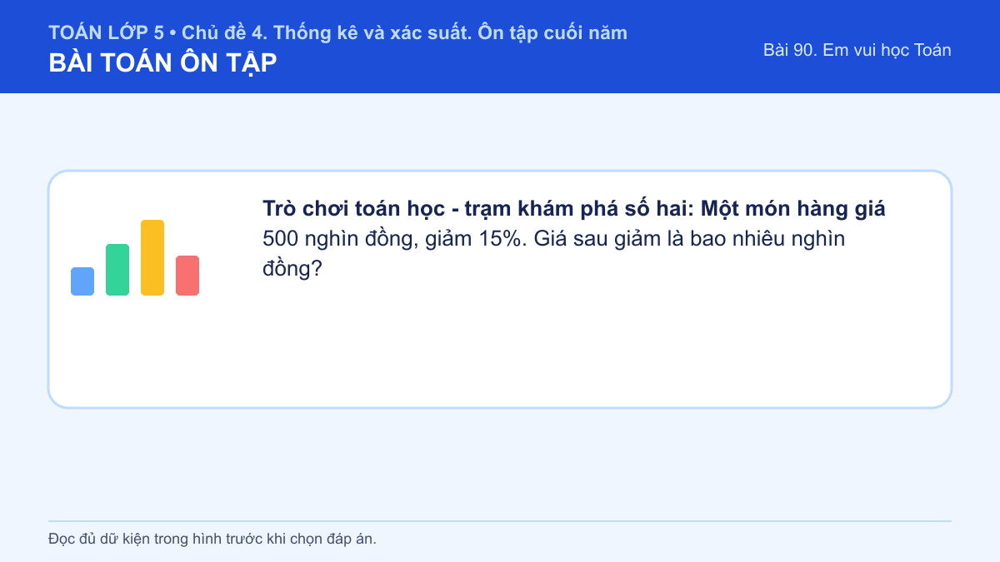 TOÁN LỚP 5 • Chủ đề 4. Thống kê và xác suất. Ôn tập cuối năm
BÀI TOÁN ÔN TẬP
Bài 90. Em vui học Toán
Trò chơi toán học - trạm khám phá số hai: Một món hàng giá
500 nghìn đồng, giảm 15%. Giá sau giảm là bao nhiêu nghìn
đồng?
Đọc đủ dữ kiện trong hình trước khi chọn đáp án.